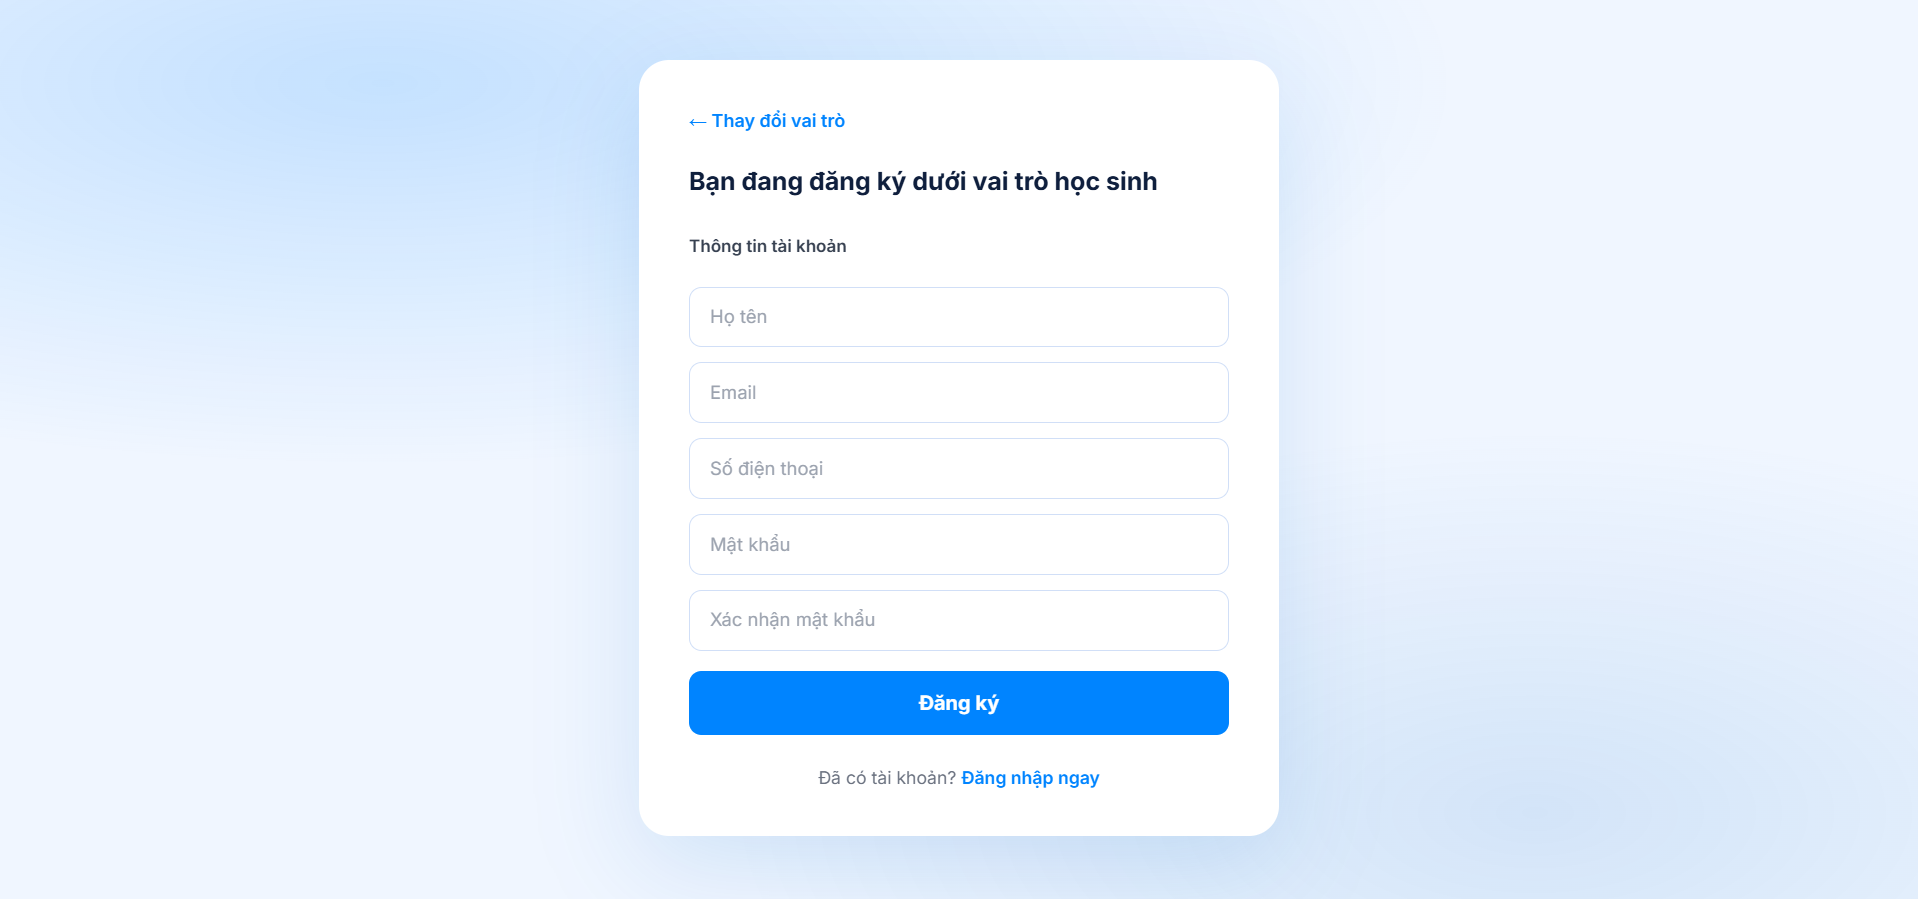 ← Thay đổi vai trò
Bạn đang đăng ký dưới vai trò học sinh
Thông tin tài khoản
Họ tên
Email
Số điện thoại
Mật khẩu
Xác nhận mật khẩu
Đăng ký
Đã có tài khoản? Đăng nhập ngay